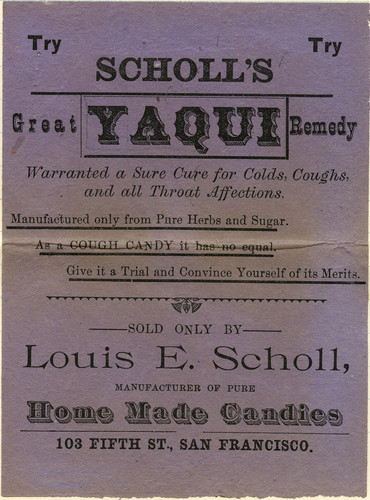 Try Try
SCHOLL'S
Great YAQUI Remedy
Warranted a Sure Cure for Colds, Coughs,
and all Throat Affections.
Manufactured only from Pure Herbs and Sugar.
As a COUGH CANDY it has no equal.
Give it a Trial and Convince Yourself of its Merits.
SOLD ONLY BY
Louis E. Scholl,
MANUFACTURER OF PURE
Home Made Candies
103 FIFTH ST., SAN FRANCISCO.